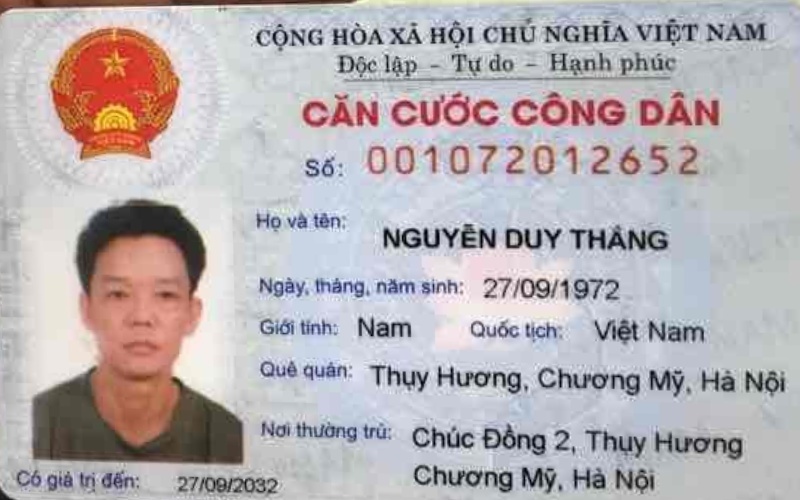 CỘNG HÒA XÃ HỘI CHỦ NGHĨA VIỆT NAM
Độc lập - Tự do - Hạnh phúc
CĂN CƯỚC CÔNG DÂN
Số: 001072012652
Họ và tên:
NGUYỄN DUY THĂNG
Ngày, tháng, năm sinh: 27/09/1972
Giới tính: Nam Quốc tịch: Việt Nam
Quê quán: Thụy Hương, Chương Mỹ, Hà Nội
Nơi thường trú: Chúc Đồng 2, Thụy Hương
Chương Mỹ, Hà Nội
Có giá trị đến: 27/09/2032